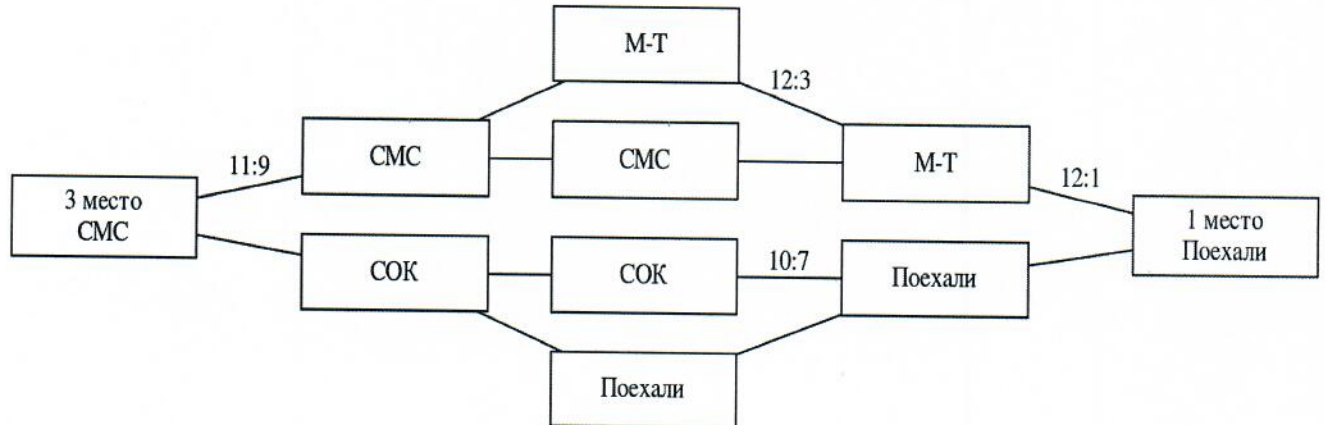 М-Т
12:3
СМС
СМС
М-Т
11:9
12:1
3 место
СМС
1 место
Поехали
СОК
СОК
10:7
Поехали
Поехали